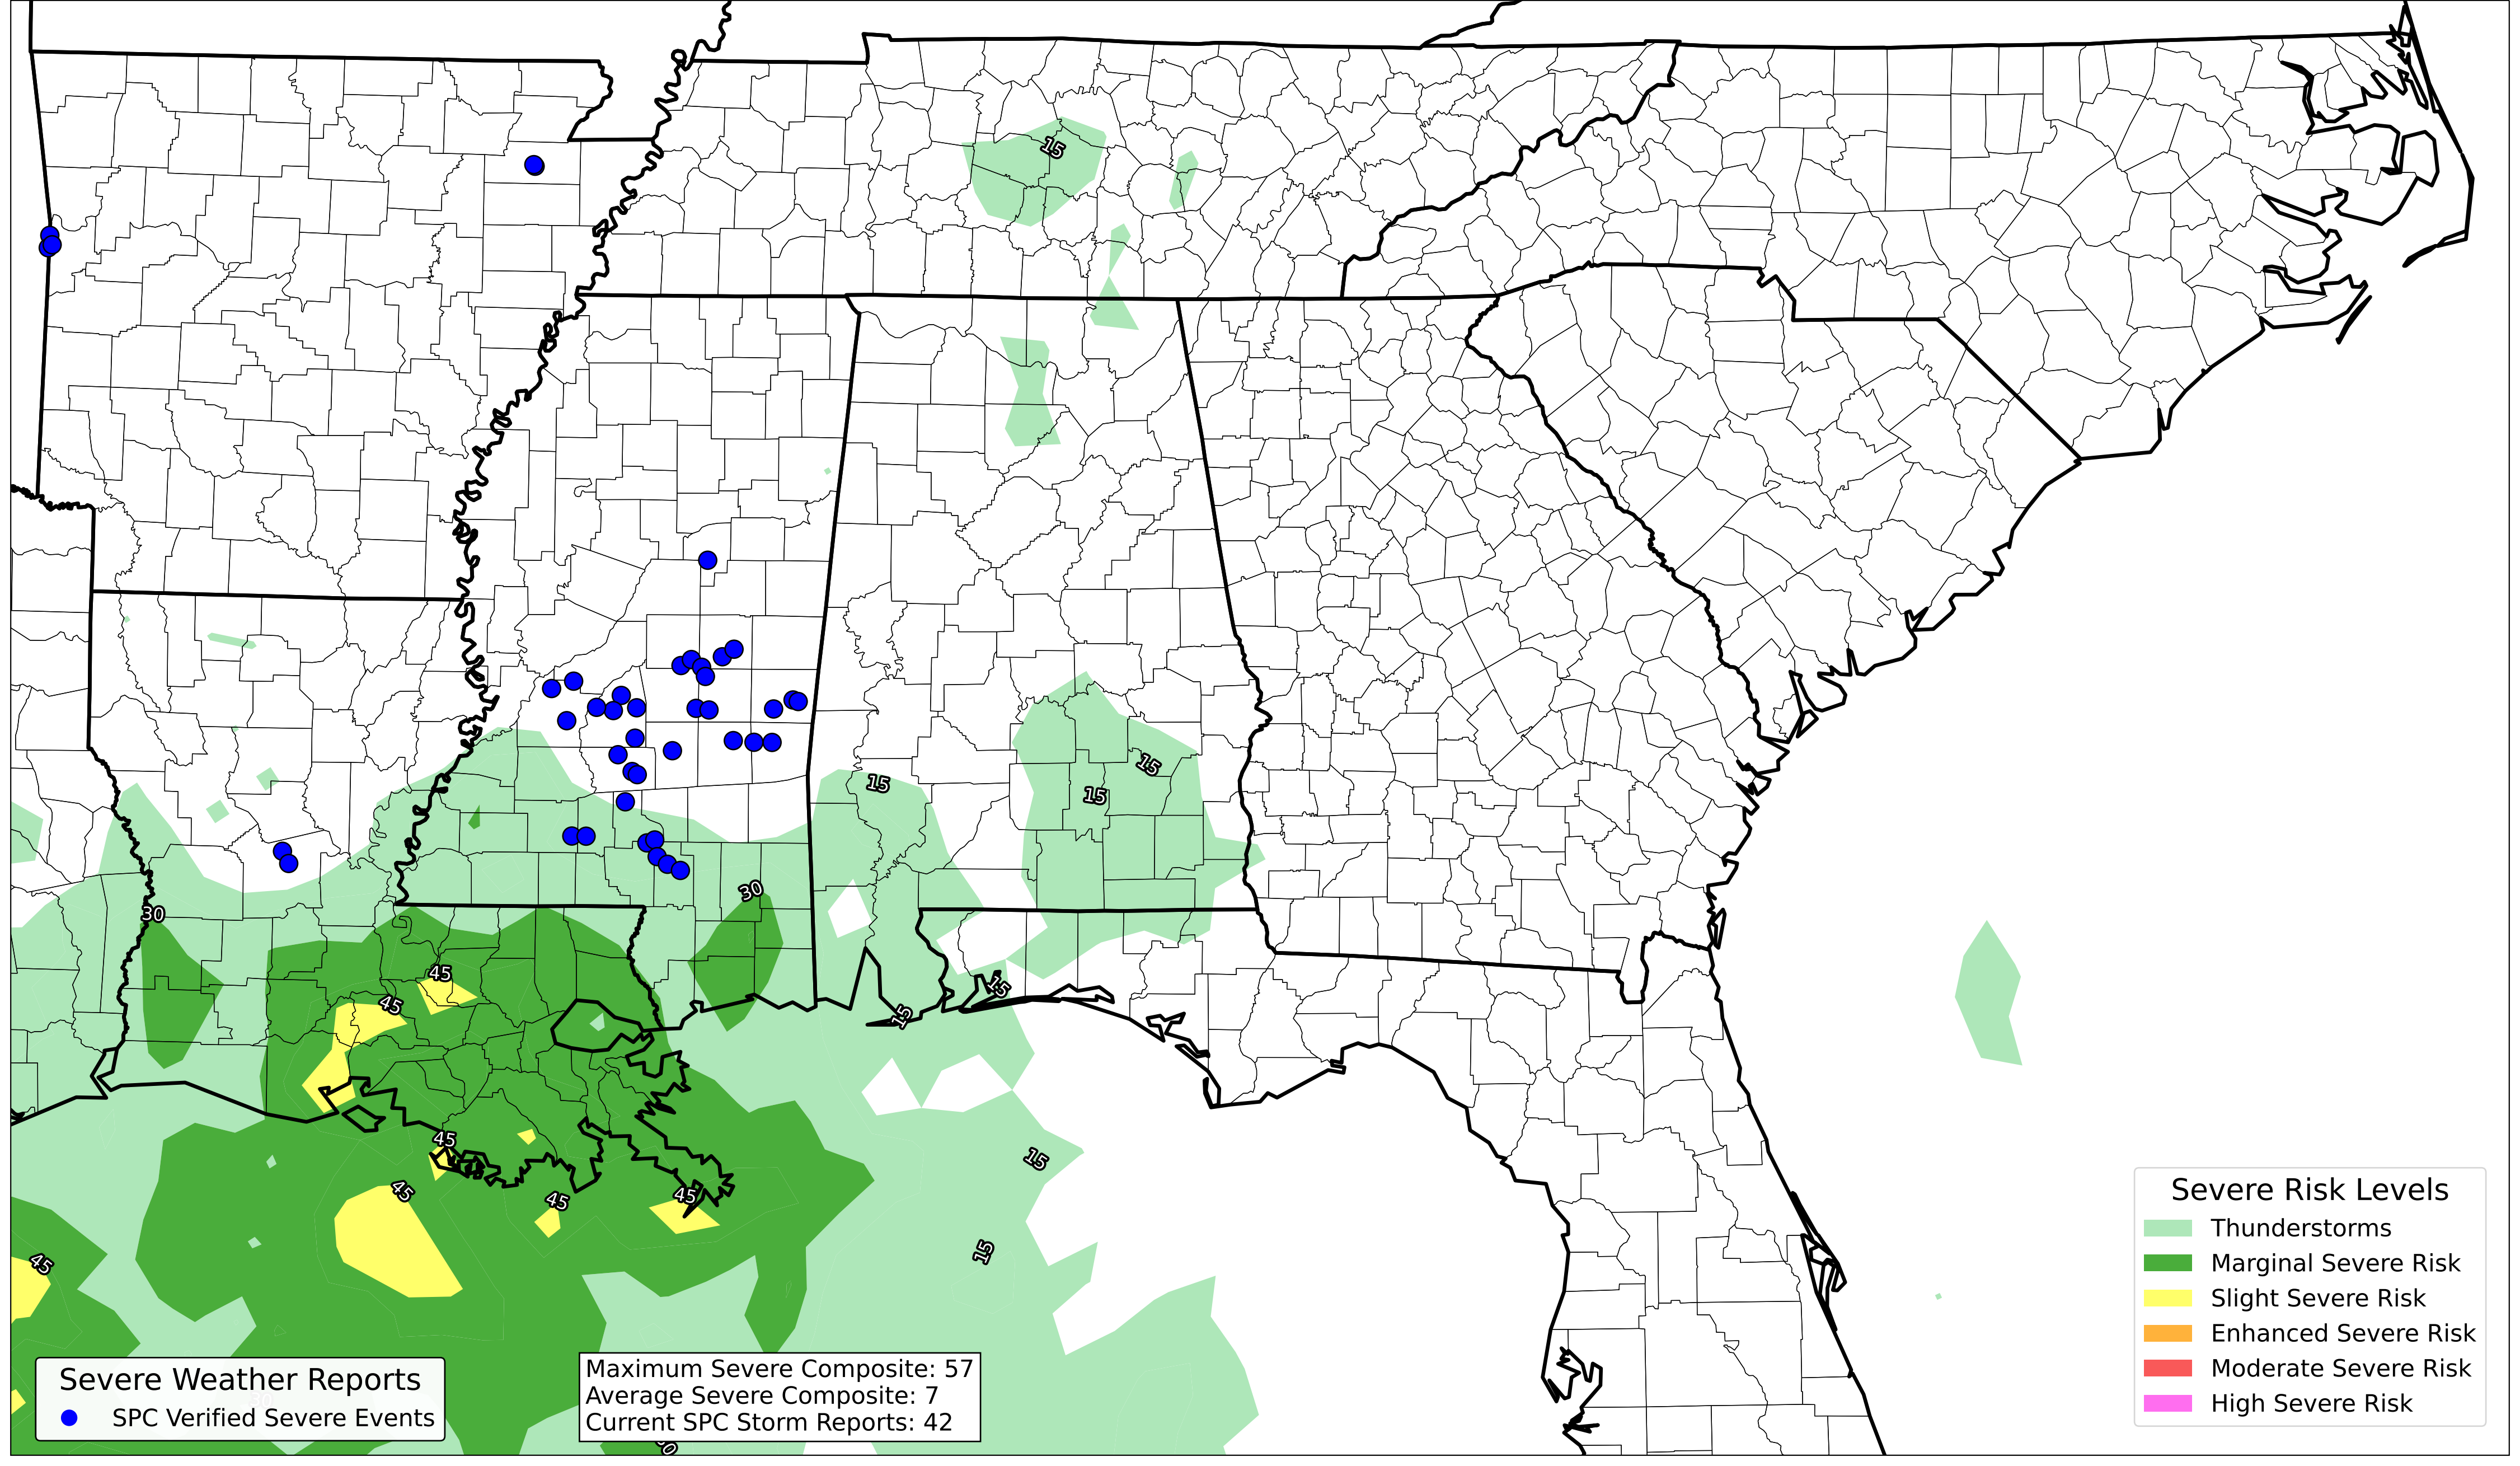 15
15
15
15
30
30
45
45
15
15
45
15
45
45
45
15
45
Severe Risk Levels
Thunderstorms
Marginal Severe Risk
Slight Severe Risk
Enhanced Severe Risk
Moderate Severe Risk
High Severe Risk
Severe Weather Reports
SPC Verified Severe Events
Maximum Severe Composite: 57
Average Severe Composite: 7
Current SPC Storm Reports: 42